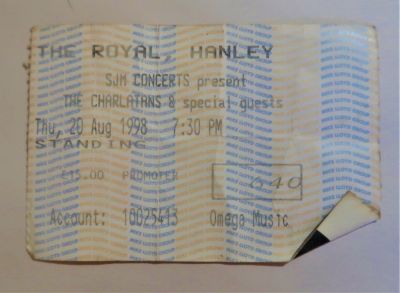 THE ROYAL, HANLEY
SJM CONCERTS present
THE CHARLATANS & special guests
Thu, 20 Aug 1998 7:30 PM
STANDING
£15.00 PROMOTER 640
Account: 10025413 Omega Music